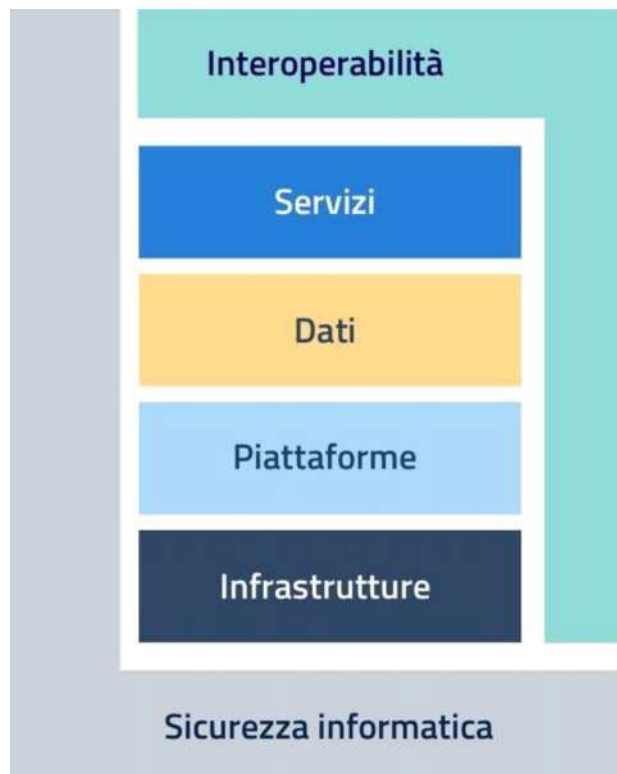 Interoperabilità
Servizi
Dati
Piattaforme
Infrastrutture
Sicurezza informatica